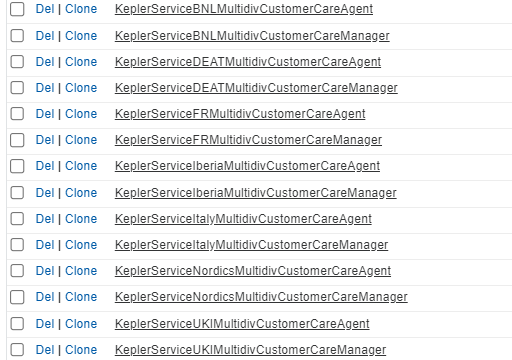 Del | Clone KeplerServiceBNLMultidivCustomerCareAgent
Del | Clone KeplerServiceBNLMultidivCustomerCareManager
Del | Clone KeplerServiceDEATMultidivCustomerCareAgent
Del | Clone KeplerServiceDEATMultidivCustomerCareManager
Del | Clone KeplerServiceFRMultidivCustomerCareAgent
Del | Clone KeplerServiceFRMultidivCustomerCareManager
Del | Clone KeplerServiceIberiaMultidivCustomerCareAgent
Del | Clone KeplerServiceIberiaMultidivCustomerCareManager
Del | Clone KeplerServiceItalyMultidivCustomerCareAgent
Del | Clone KeplerServiceItalyMultidivCustomerCareManager
Del | Clone KeplerServiceNordicsMultidivCustomerCareAgent
Del | Clone KeplerServiceNordicsMultidivCustomerCareManager
Del | Clone KeplerServiceUKIMultidivCustomerCareAgent
Del | Clone KeplerServiceUKIMultidivCustomerCareManager